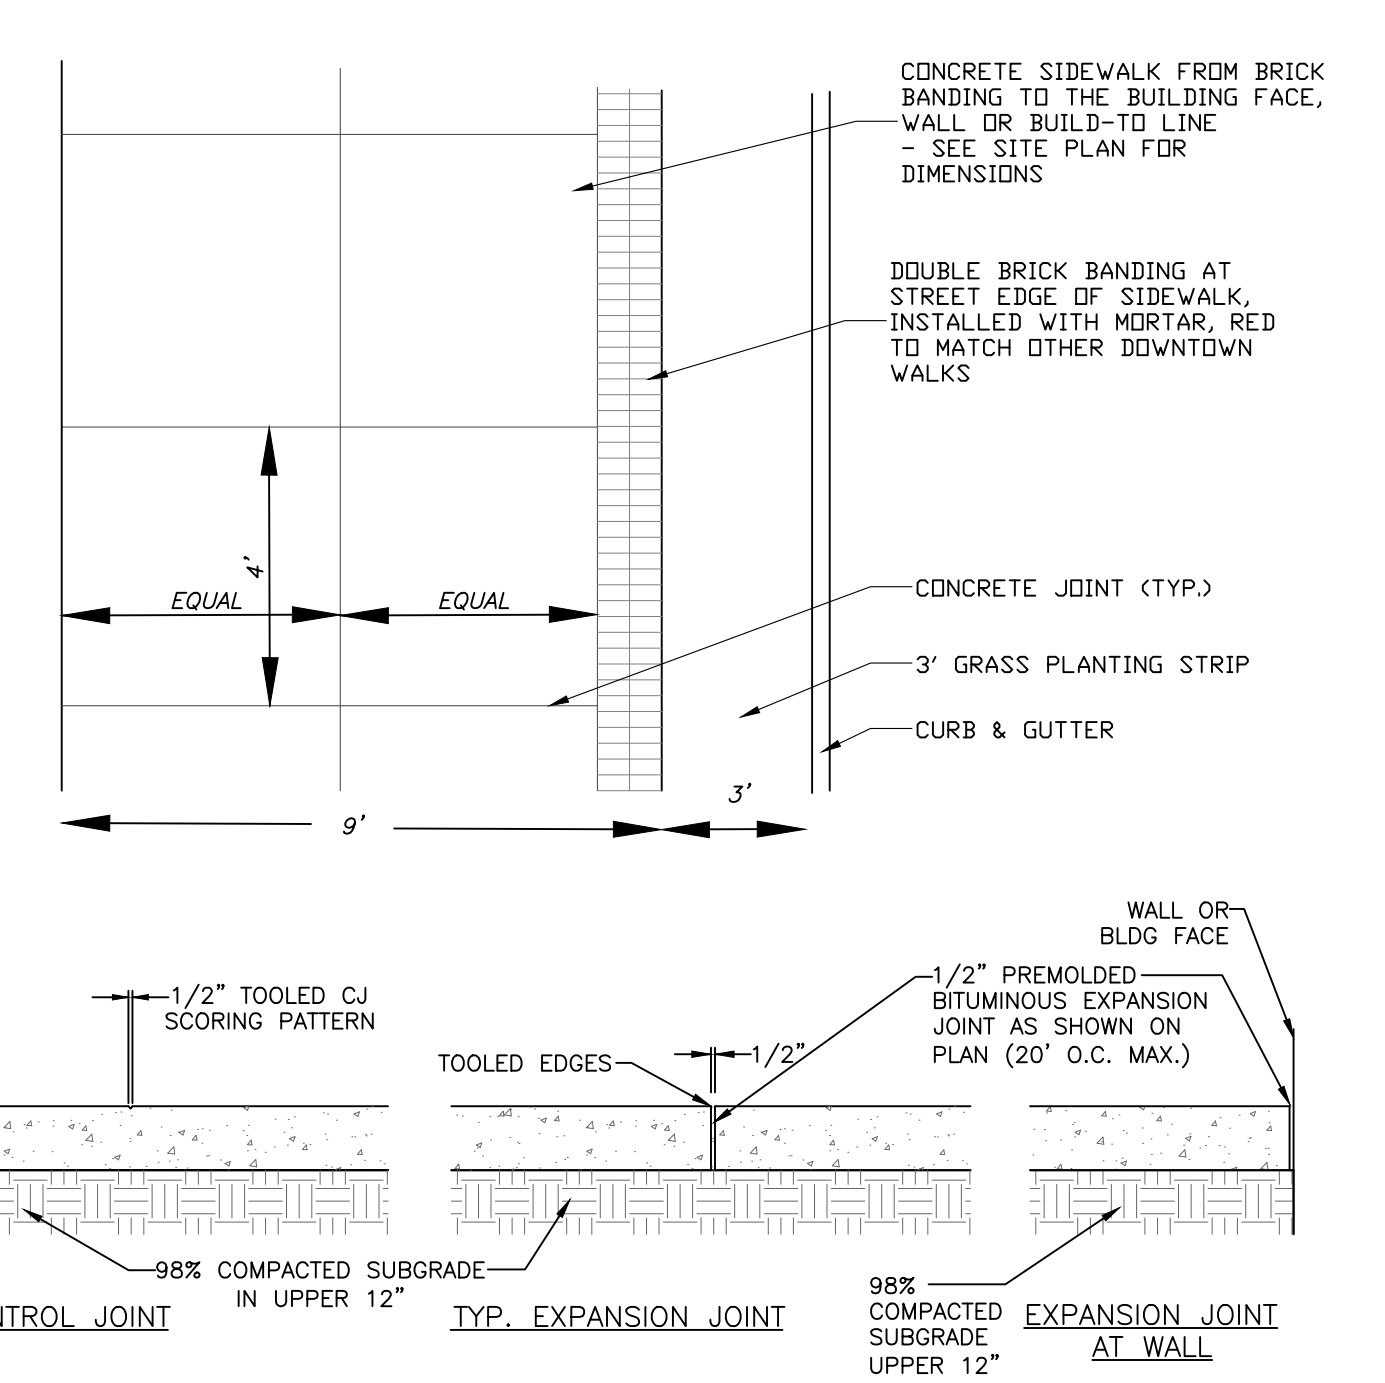 CONCRETE SIDEWALK FROM BRICK
BANDING TO THE BUILDING FACE,
WALL OR BUILD-TO LINE
- SEE SITE PLAN FOR
DIMENSIONS
DOUBLE BRICK BANDING AT
STREET EDGE OF SIDEWALK,
INSTALLED WITH MORTAR, RED
TO MATCH OTHER DOWNTOWN
WALKS
4'
EQUAL
EQUAL
CONCRETE JOINT (TYP.)
3' GRASS PLANTING STRIP
CURB & GUTTER
3'
9'
WALL OR
BLDG FACE
1/2" PREMOLDED
BITUMINOUS EXPANSION
JOINT AS SHOWN ON
PLAN (20' O.C. MAX.)
1/2" TOOLED CJ
SCORING PATTERN
TOOLED EDGES
1/2"
98% COMPACTED SUBGRADE
IN UPPER 12"
98%
COMPACTED
SUBGRADE
UPPER 12"
NTROL JOINT
TYP. EXPANSION JOINT
EXPANSION JOINT
AT WALL